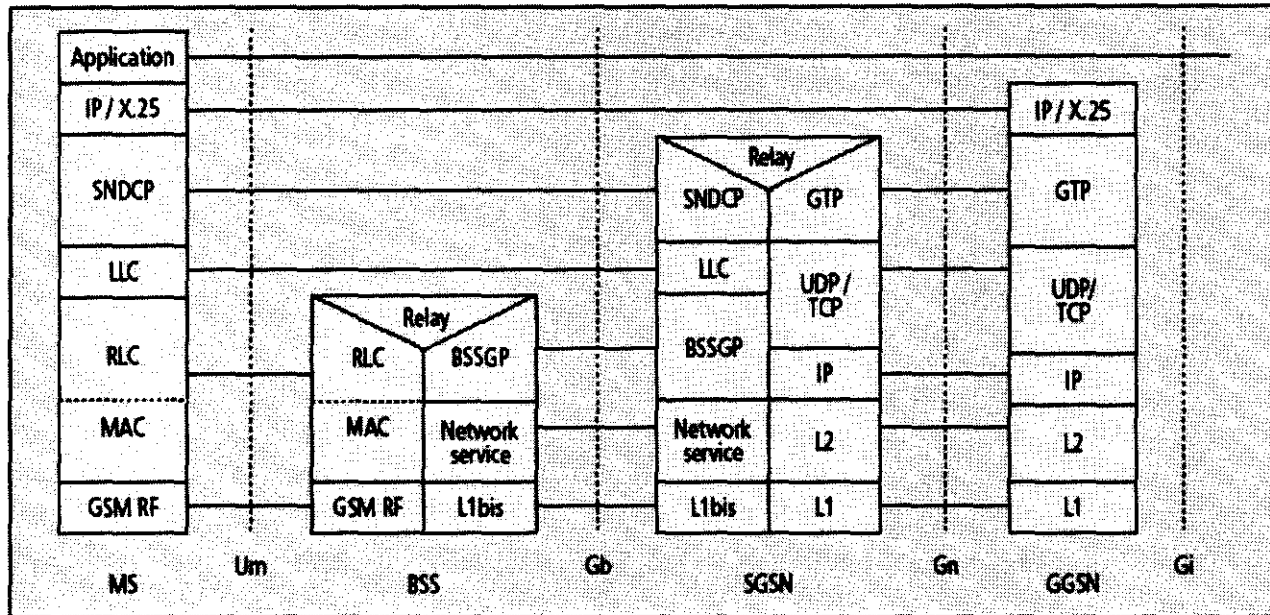 Application
IP / X.25
IP / X.25
Relay
SNDCP
SNDCP
GTP
GTP
LLC
LLC
UDP /
TCP
UDP/
TCP
Relay
RLC
RLC
BSSGP
BSSGP
IP
IP
MAC
MAC
Network
service
Network
service
L2
L2
GSM RF
GSM RF
L1bis
L1bis
L1
L1
MS
Um
BSS
Gb
SGSN
Gn
GGSN
Gi